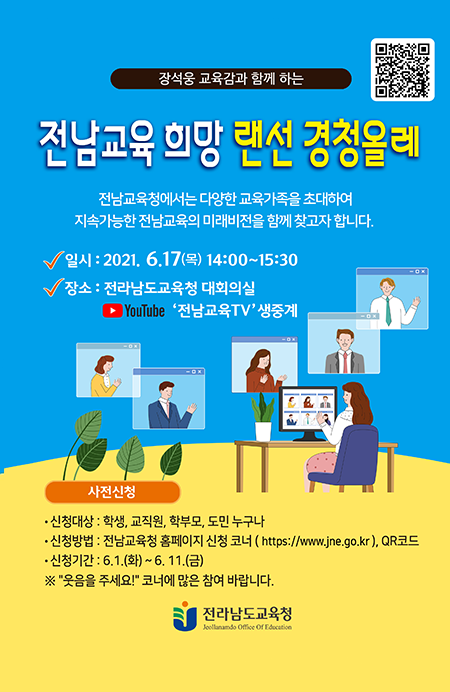 장석웅 교육감과 함께 하는
전남교육 희망 랜선 경청올레
전남교육청에서는 다양한 교육가족을 초대하여
지속가능한 전남교육의 미래비전을 함께 찾고자 합니다.
일시 : 2021. 6.17(목) 14:00~15:30
장소 : 전라남도교육청 대회의실
YouTube ‘전남교육TV’ 생중계
사전신청
• 신청대상 : 학생, 교직원, 학부모, 도민 누구나
• 신청방법 : 전남교육청 홈페이지 신청 코너 ( https://www.jne.go.kr ), QR코드
• 신청기간 : 6.1.(화) ~ 6. 11.(금)
※ "웃음을 주세요!" 코너에 많은 참여 바랍니다.
전라남도교육청
Jeollanamdo Office Of Education